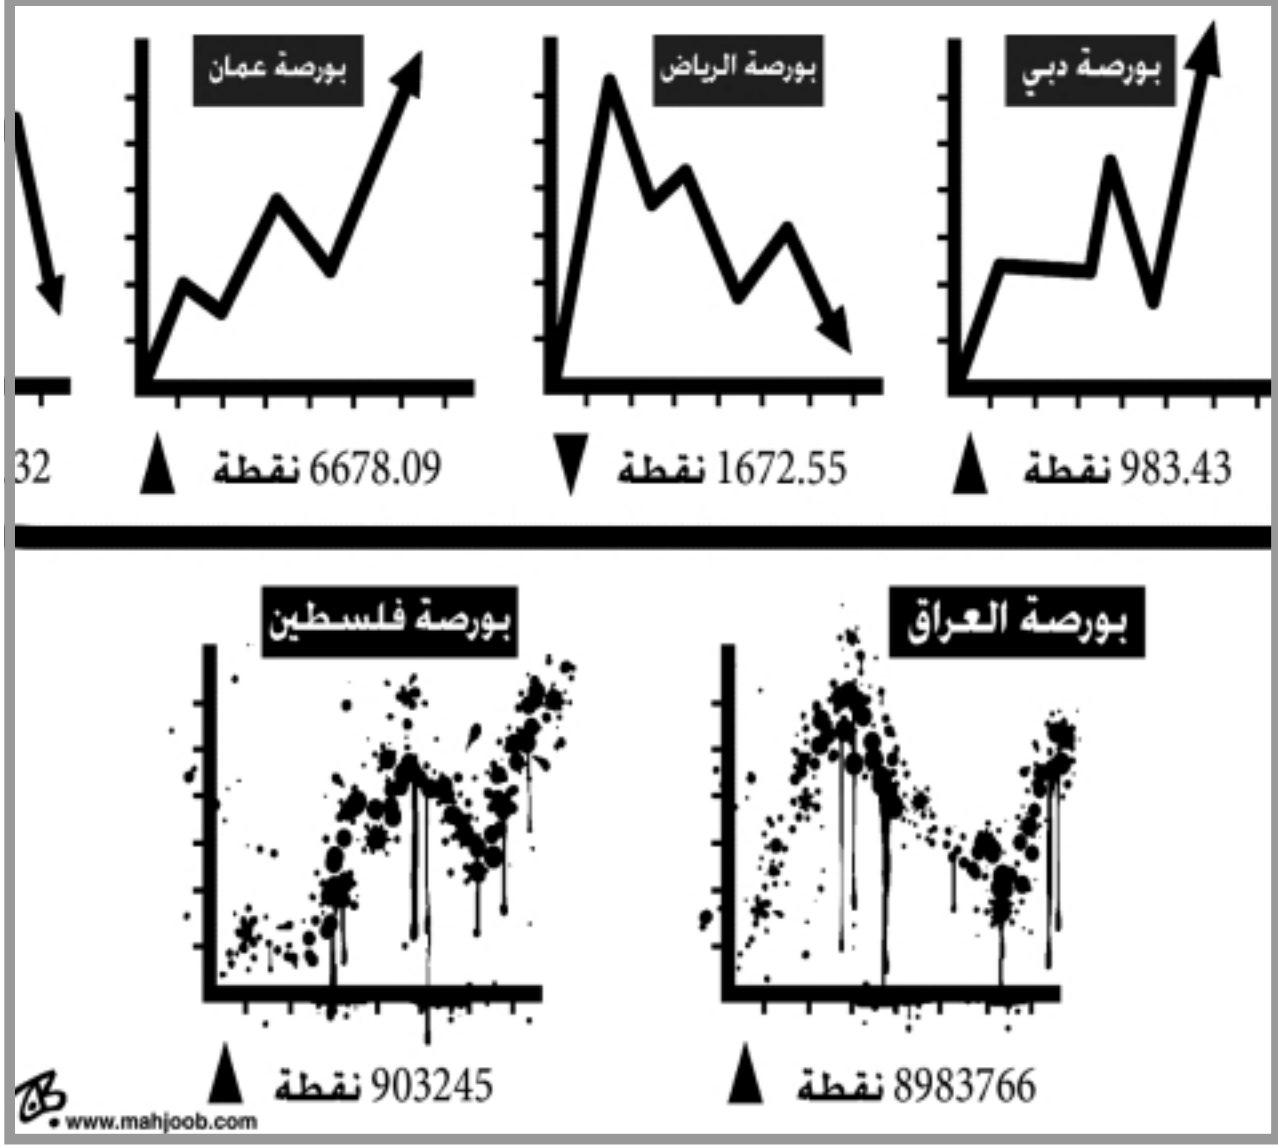 بورصة دبي
بورصة الرياض
بورصة عمان
983.43 نقطة
1672.55 نقطة
6678.09 نقطة
32
بورصة العراق
بورصة فلسطين
8983766 نقطة
903245 نقطة
www.mahjoob.com